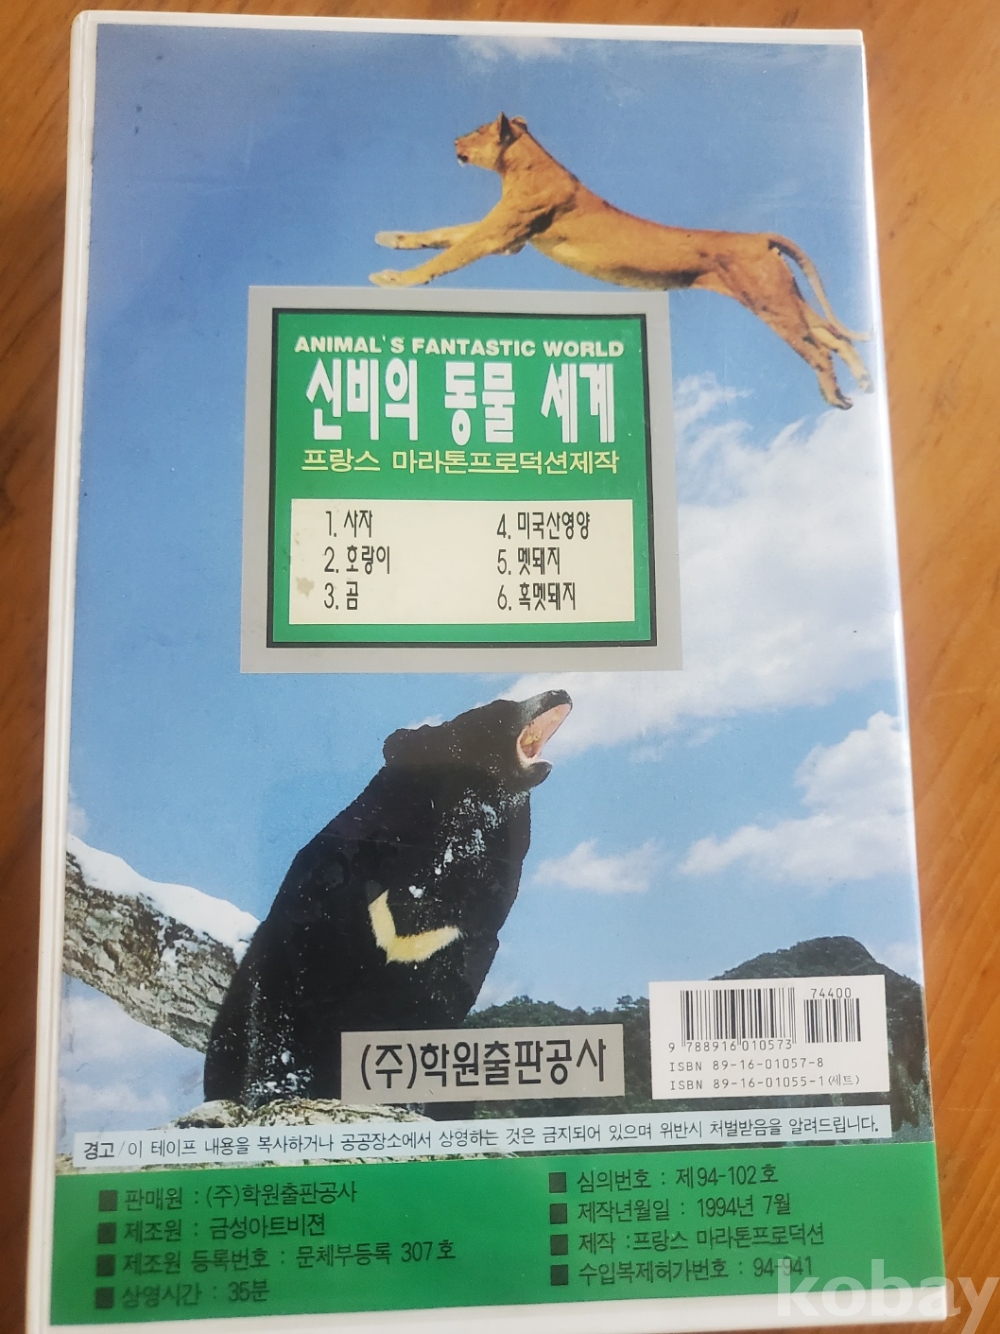 ANIMAL'S FANTASTIC WORLD
신비의 동물 세계
프랑스 마라톤프로덕션제작
1. 사자
2. 호랑이
3. 곰
4. 미국산영양
5. 멧돼지
6. 혹멧돼지
(주)학원출판공사
74400
9 788916 010573
ISBN 89-16-01057-8
ISBN 89-16-01055-1 (세트)
경고/이 테이프 내용을 복사하거나 공공장소에서 상영하는 것은 금지되어 있으며 위반시 처벌받음을 알려드립니다.
■ 판매원 : (주)학원출판공사
■ 제조원 : 금성아트비젼
■ 제조원 등록번호 : 문체부등록 307호
■ 상영시간 : 35분
■ 심의번호 : 제94-102호
■ 제작년월일 : 1994년 7월
■ 제작 : 프랑스 마라톤프로덕션
■ 수입복제허가번호 : 94-941
kobay